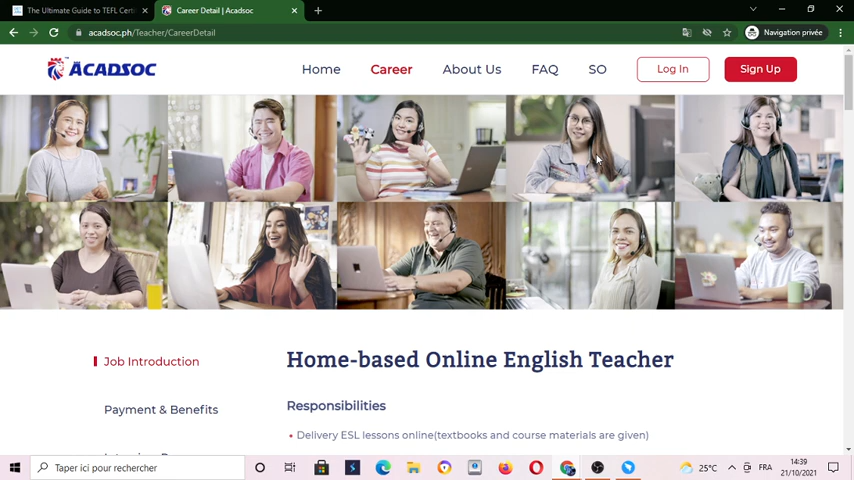 The Ultimate Guide to TEFL Certi
Career Detail | Acadsoc
acadsoc.ph/Teacher/CareerDetail
Navigation privée
ACADSOC
Home
Career
About Us
FAQ
SO
Log In
Sign Up
Job Introduction
Home-based Online English Teacher
Payment & Benefits
Responsibilities
Delivery ESL lessons online(textbooks and course materials are given)
Taper ici pour rechercher
25°C
FRA
14:39
21/10/2021